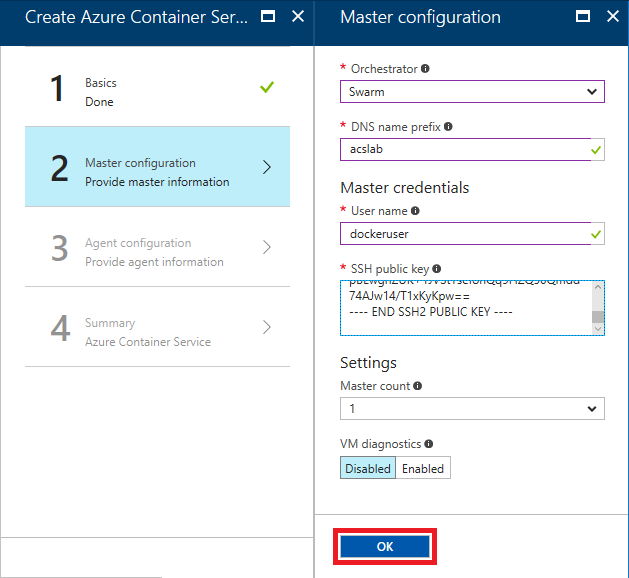 Create Azure Container Ser...
1
Basics
Done
2
Master configuration
Provide master information
3
Agent configuration
Provide agent information
4
Summary
Azure Container Service
Master configuration
* Orchestrator
Swarm
* DNS name prefix
acslab
Master credentials
* User name
dockeruser
* SSH public key
74AJw14/T1xKyKpw==
---- END SSH2 PUBLIC KEY ----
Settings
Master count
1
VM diagnostics
Disabled Enabled
OK